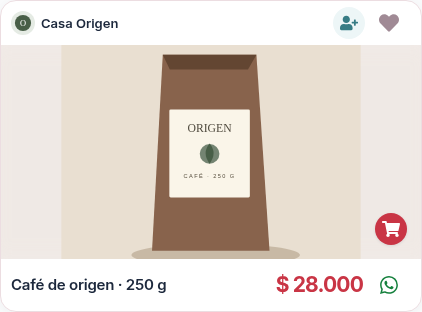 O
Casa Origen
ORIGEN
CAFÉ · 250 G
Café de origen · 250 g
$ 28.000